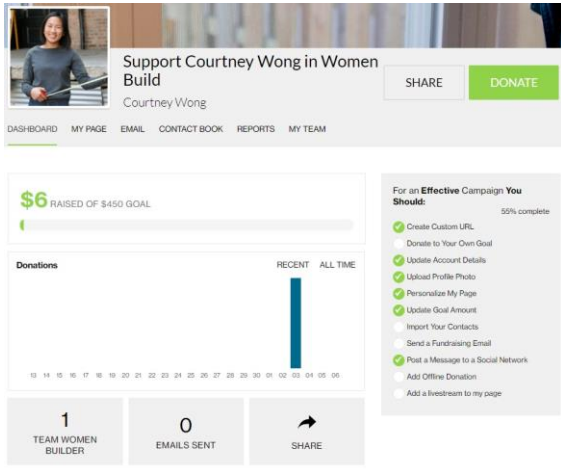 Support Courtney Wong in Women
Build
Courtney Wong
SHARE
DONATE
DASHBOARD MY PAGE EMAIL CONTACT BOOK REPORTS MY TEAM
$6 RAISED OF $450 GOAL
Donations RECENT ALL TIME
13 14 15 16 17 18 19 20 21 22 23 24 25 26 27 28 29 30 01 02 03 04 05 06
1
TEAM WOMEN
BUILDER
0
EMAILS SENT
SHARE
For an Effective Campaign You
Should:
55% complete
Create Custom URL
Donate to Your Own Goal
Update Account Details
Upload Profile Photo
Personalize My Page
Update Goal Amount
Import Your Contacts
Send a Fundraising Email
Post a Message to a Social Network
Add Offline Donation
Add a livestream to my page